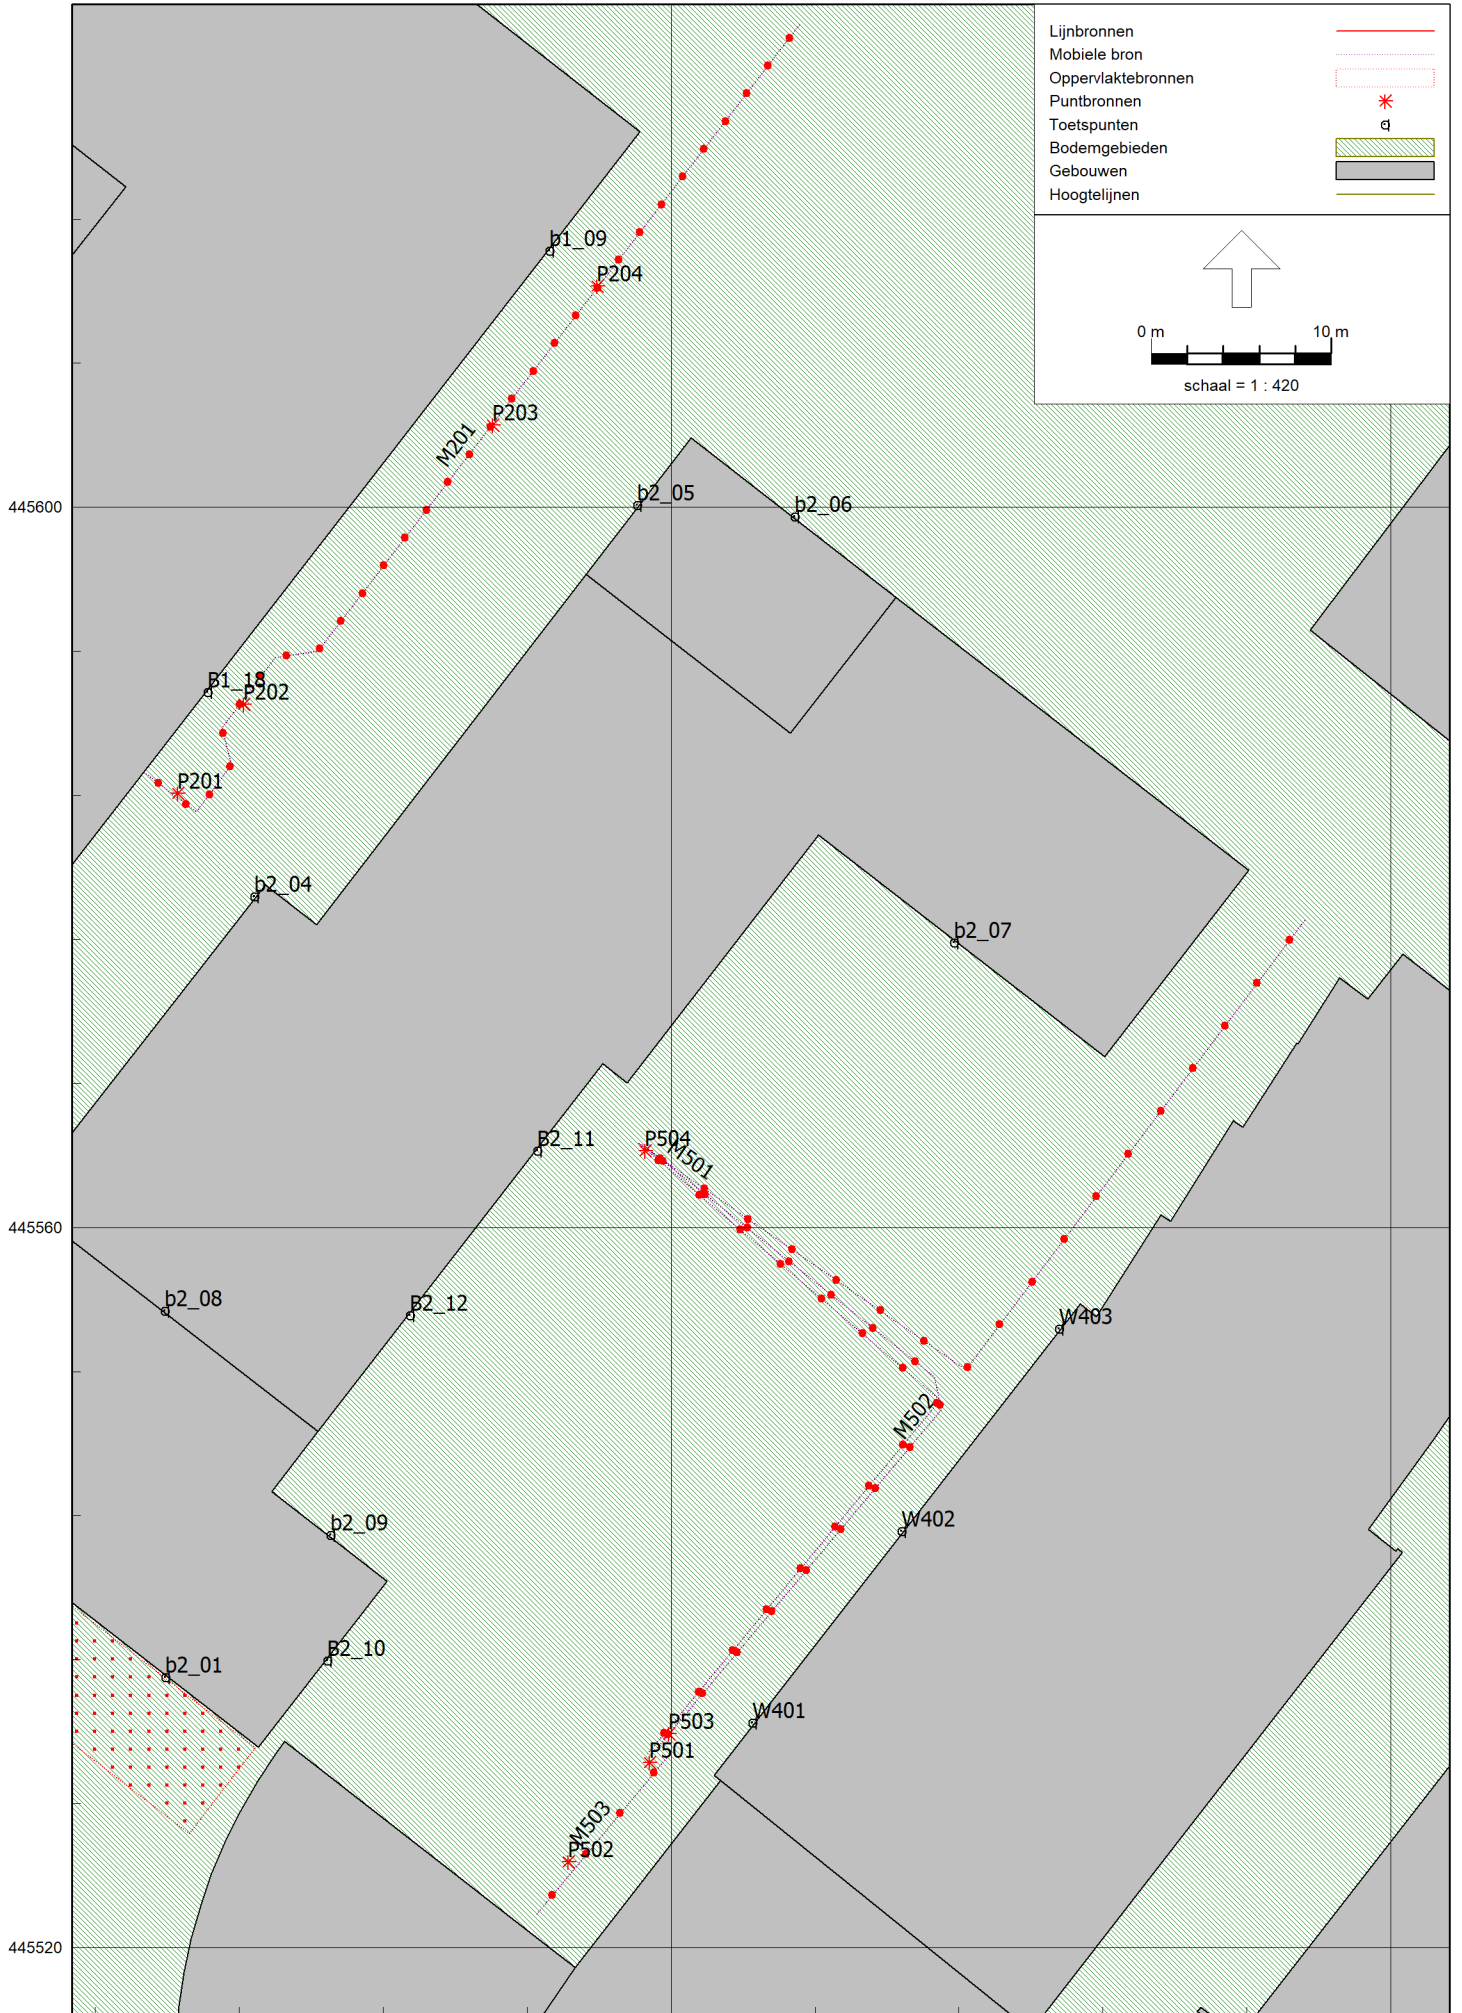 Lijnbronnen
Mobiele bron
Oppervlaktebronnen
Puntbronnen
Toetspunten
Bodemgebieden
Gebouwen
Hoogtelijnen
0 m
10 m
schaal = 1 : 420
b1_09
P204
P203
M201
b2_05
b2_06
445600
B1_18
P202
P201
b2_04
b2_07
B2_11
P504
M501
445560
b2_08
B2_12
W403
M502
b2_09
W402
B2_10
b2_01
W401
P503
P501
M503
P502
445520